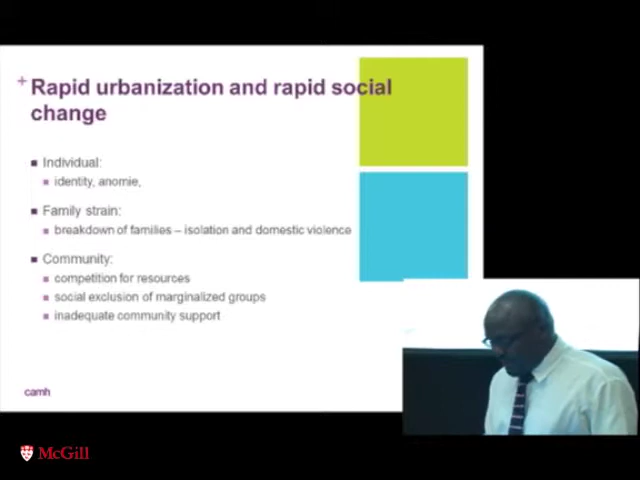 + Rapid urbanization and rapid social
change
Individual:
identity, anomie,
Family strain:
breakdown of families – isolation and domestic violence
Community:
competition for resources
social exclusion of marginalized groups
inadequate community support
camh
McGill